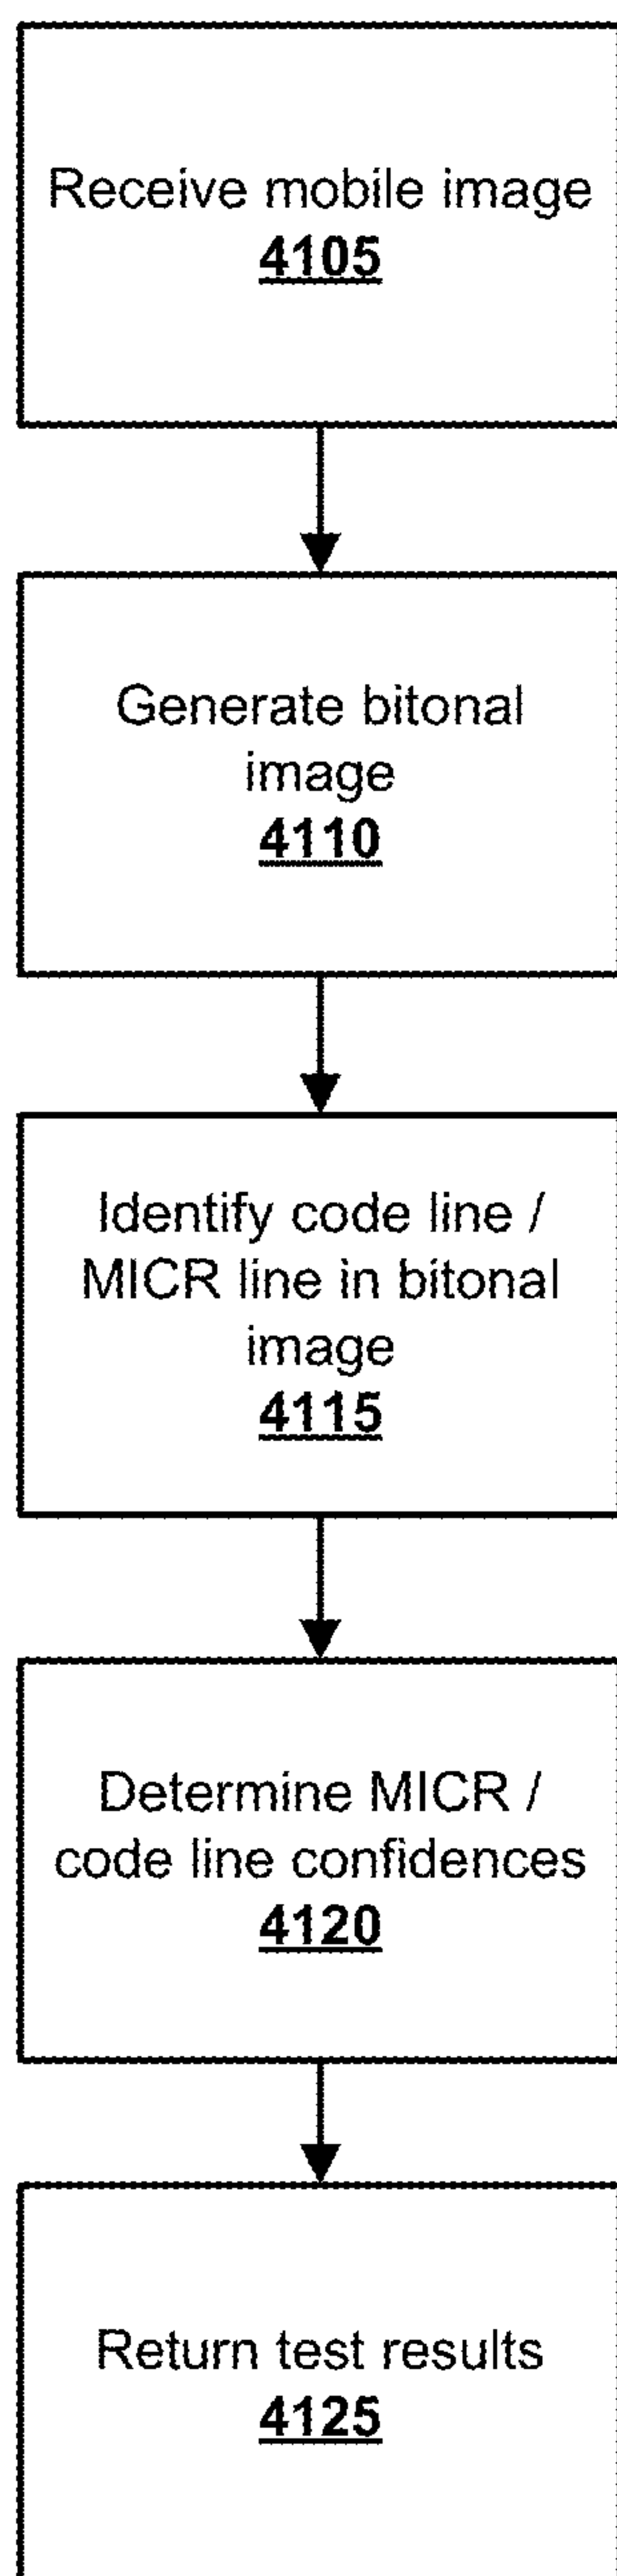 Receive mobile image
4105
Generate bitonal
image
4110
Identify code line /
MICR line in bitonal
image
4115
Determine MICR /
code line confidences
4120
Return test results
4125